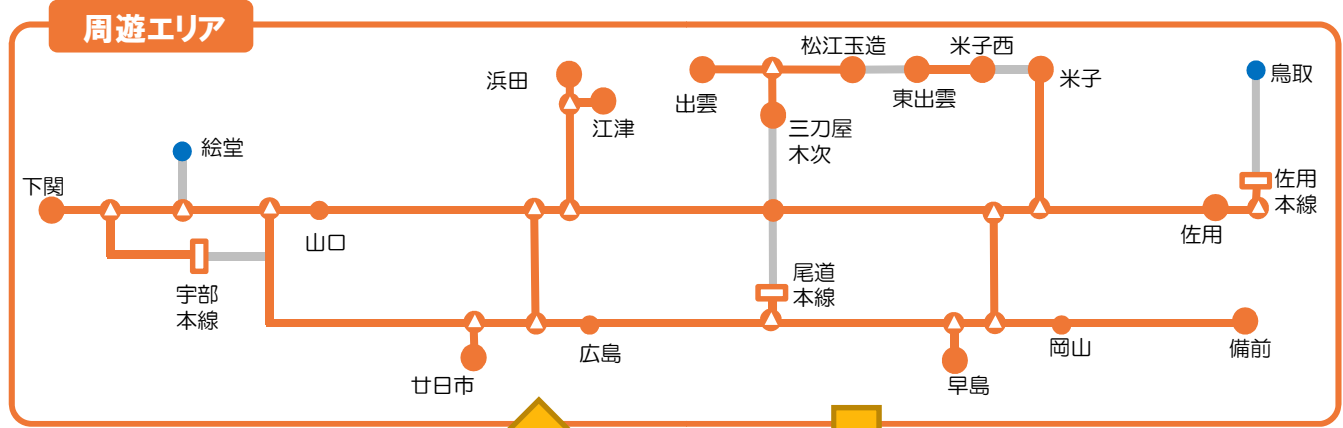 周遊エリア
松江玉造
米子西
浜田
出雲
東出雲
米子
鳥取
江津
三刀屋
木次
絵堂
下関
佐用
本線
山口
佐用
宇部
本線
尾道
本線
広島
岡山
備前
廿日市
早島